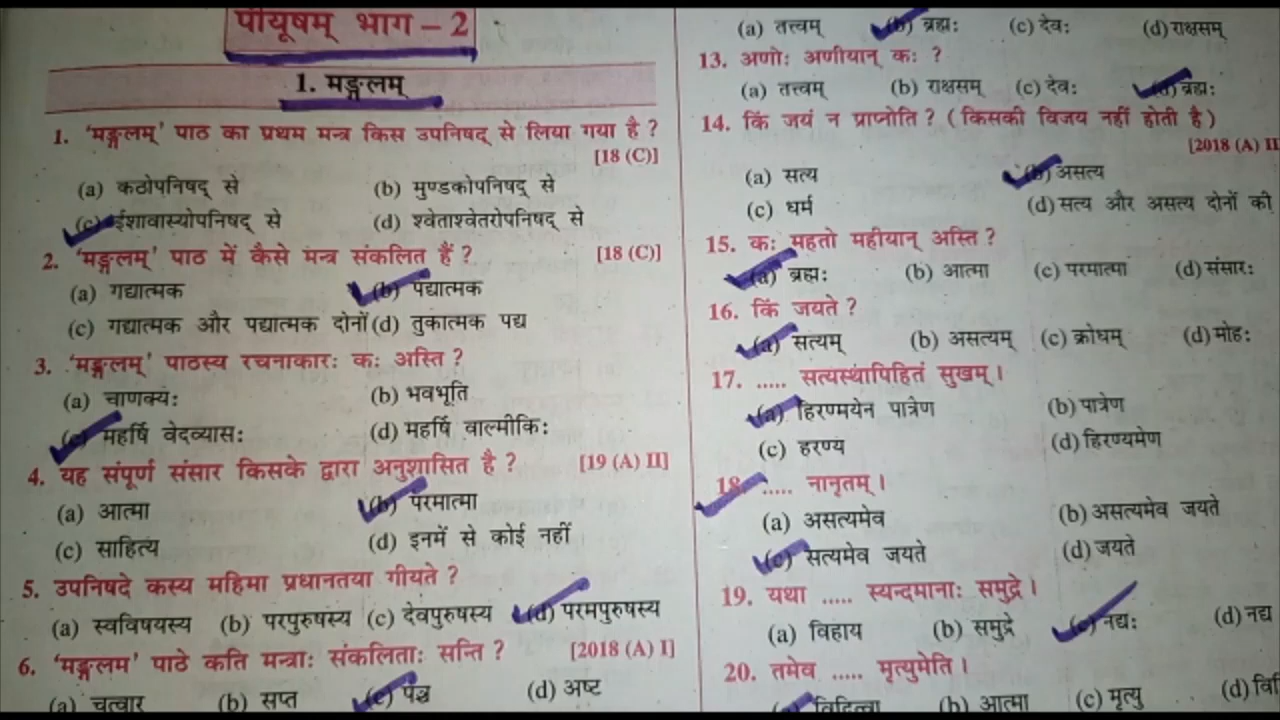 पीयूषम् भाग – 2
1. मङ्गलम्
1. 'मङ्गलम्' पाठ का प्रथम मन्त्र किस उपनिषद् से लिया गया है ?
[18 (C)]
(a) कठोपनिषद् से (b) मुण्डकोपनिषद् से
(c) ईशावास्योपनिषद् से (d) श्वेताश्वेतरोपनिषद् से
2. 'मङ्गलम्' पाठ में कैसे मन्त्र संकलित हैं ? [18 (C)]
(a) गद्यात्मक (b) पद्यात्मक
(c) गद्यात्मक और पद्यात्मक दोनों (d) तुकात्मक पद्य
3. 'मङ्गलम्' पाठस्य रचनाकारः कः अस्ति ?
(a) चाणक्यः (b) भवभूति
(c) महर्षि वेदव्यासः (d) महर्षि वाल्मीकिः
4. यह संपूर्ण संसार किसके द्वारा अनुशासित है ? [19 (A) II]
(a) आत्मा (b) परमात्मा
(c) साहित्य (d) इनमें से कोई नहीं
5. उपनिषदे कस्य महिमा प्रधानतया गीयते ?
(a) स्वविषयस्य (b) परपुरुषस्य (c) देवपुरुषस्य (d) परमपुरुषस्य
6. 'मङ्गलम' पाठे कति मन्त्राः संकलिताः सन्ति ? [2018 (A) I]
(a) चत्वार (b) सप्त (c) पञ्च (d) अष्ट
(a) तत्त्वम् (b) ब्रह्मः (c) देवः (d) राक्षसम्
13. अणोः अणीयान् कः ?
(a) तत्त्वम् (b) राक्षसम् (c) देवः (d) ब्रह्मः
14. किं जयं न प्राप्नोति ? (किसकी विजय नहीं होती है)
[2018 (A) II
(a) सत्य (b) असत्य
(c) धर्म (d) सत्य और असत्य दोनों की
15. कः महतो महीयान् अस्ति ?
(a) ब्रह्मः (b) आत्मा (c) परमात्मा (d) संसारः
16. किं जयते ?
(a) सत्यम् (b) असत्यम् (c) क्रोधम् (d) मोहः
17. ..... सत्यस्थापिहितं सुखम् ।
(a) हिरण्मयेन पात्रेण (b) पात्रेण
(c) हरण्य (d) हिरण्यमेण
18. ..... नानृतम् ।
(a) असत्यमेव (b) असत्यमेव जयते
(c) सत्यमेव जयते (d) जयते
19. यथा ..... स्यन्दमानाः समुद्रे ।
(a) विहाय (b) समुद्रे (c) नद्यः (d) नद्य
20. तमेव ..... मृत्युमेति ।
(a) विदित्वा (b) आत्मा (c) मृत्यु (d)